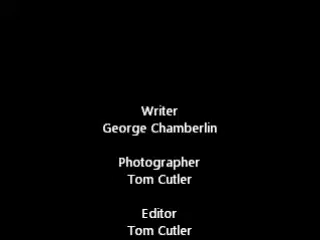 Writer
George Chamberlin
Photographer
Tom Cutler
Editor
Tom Cutler